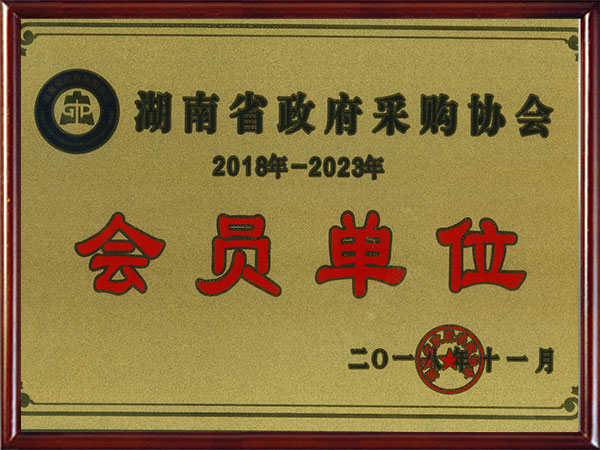 湖南省政府采购协会
2018年-2023年
会员单位
二〇一八年十一月